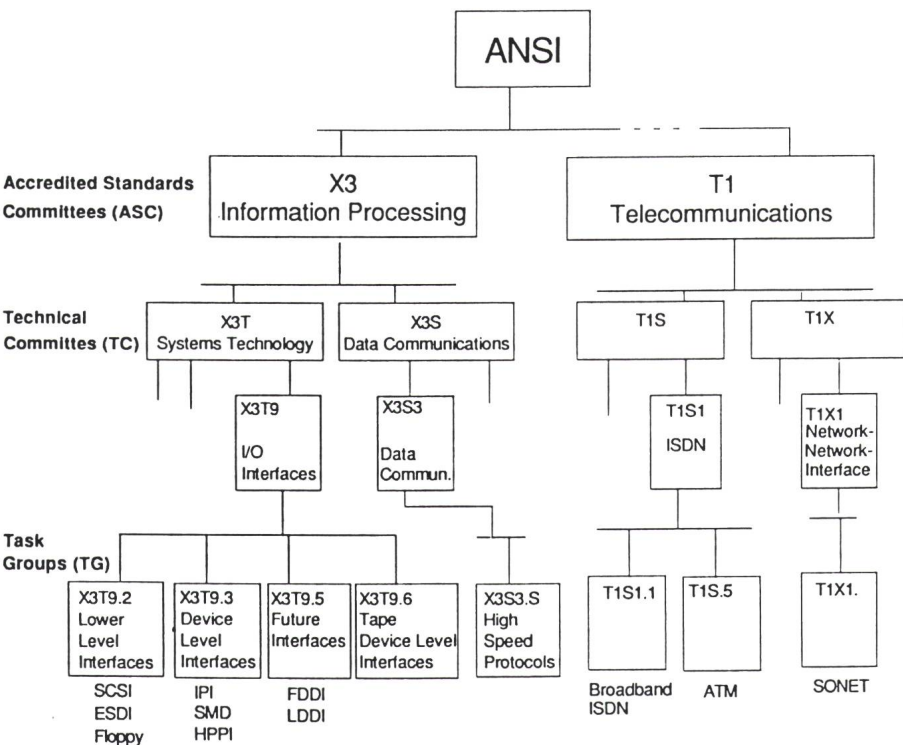 ANSI
Accredited Standards
Committees (ASC)
X3
Information Processing
T1
Telecommunications
Technical
Committes (TC)
X3T
Systems Technology
X3S
Data Communications
T1S
T1X
X3T9
I/O
Interfaces
X3S3
Data
Commun.
T1S1
ISDN
T1X1
Network-
Network-
Interface
Task
Groups (TG)
X3T9.2
Lower
Level
Interfaces
X3T9.3
Device
Level
Interfaces
X3T9.5
Future
Interfaces
X3T9.6
Tape
Device Level
Interfaces
X3S3.S
High
Speed
Protocols
T1S1.1
T1S.5
T1X1.
SCSI
ESDI
Floppy
IPI
SMD
HPPI
FDDI
LDDI
Broadband
ISDN
ATM
SONET